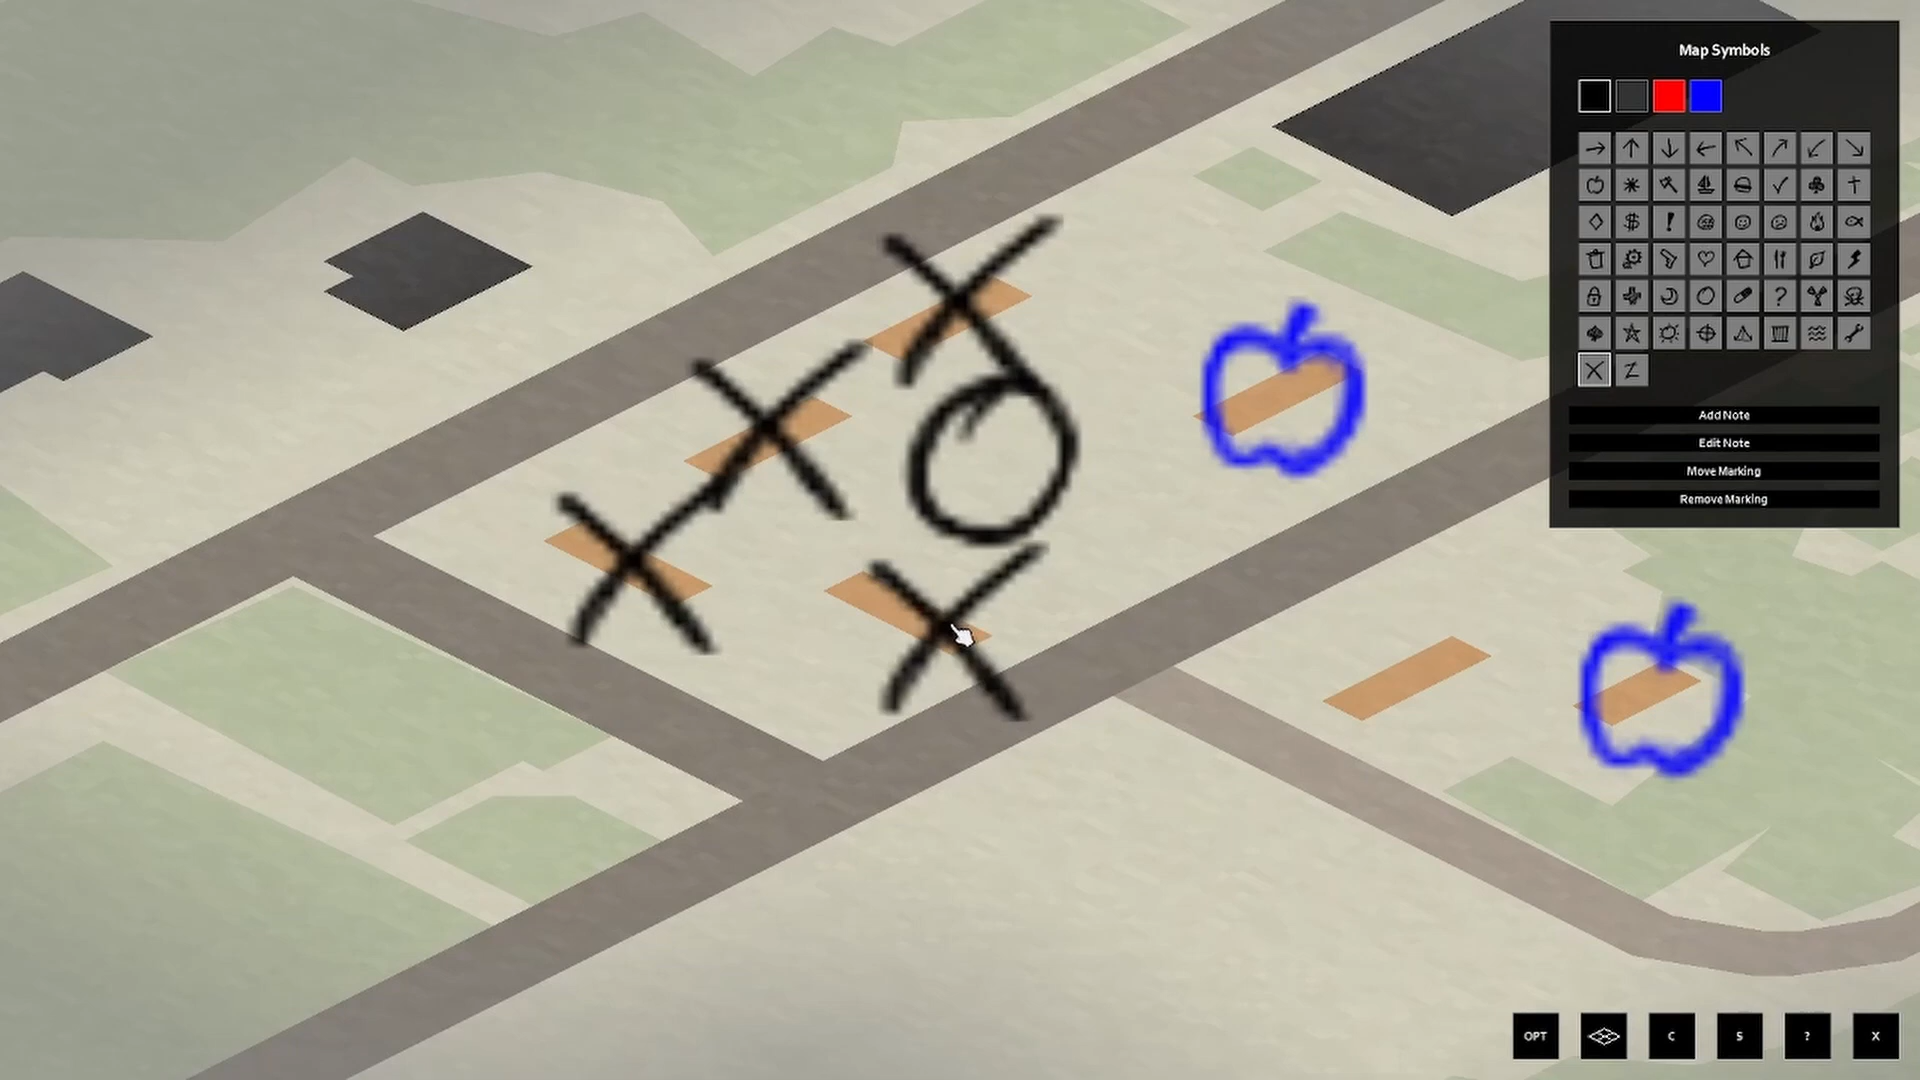 Map Symbols
Add Note
Edit Note
Move Marking
Remove Marking
OPT
C
S
?
X